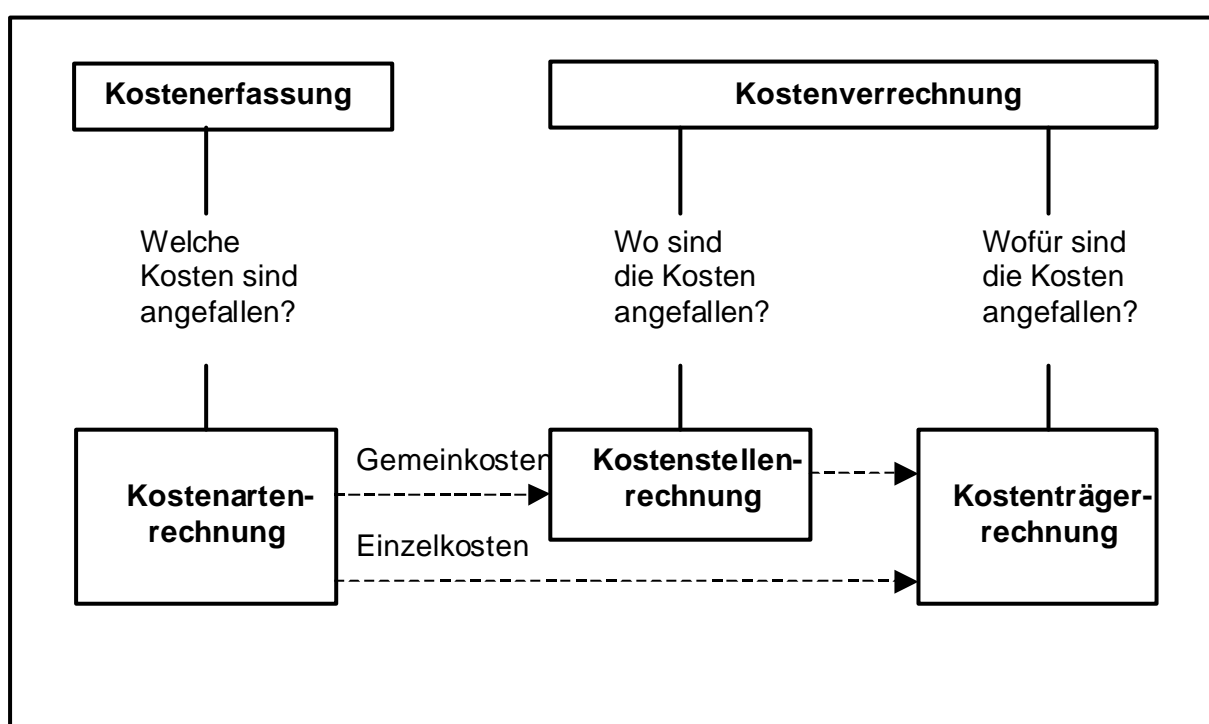 Kostenerfassung
Kostenverrechnung
Welche
Kosten sind
angefallen?
Wo sind
die Kosten
angefallen?
Wofür sind
die Kosten
angefallen?
Kostenarten-
rechnung
Gemeinkosten
Einzelkosten
Kostenstellen-
rechnung
Kostenträger-
rechnung